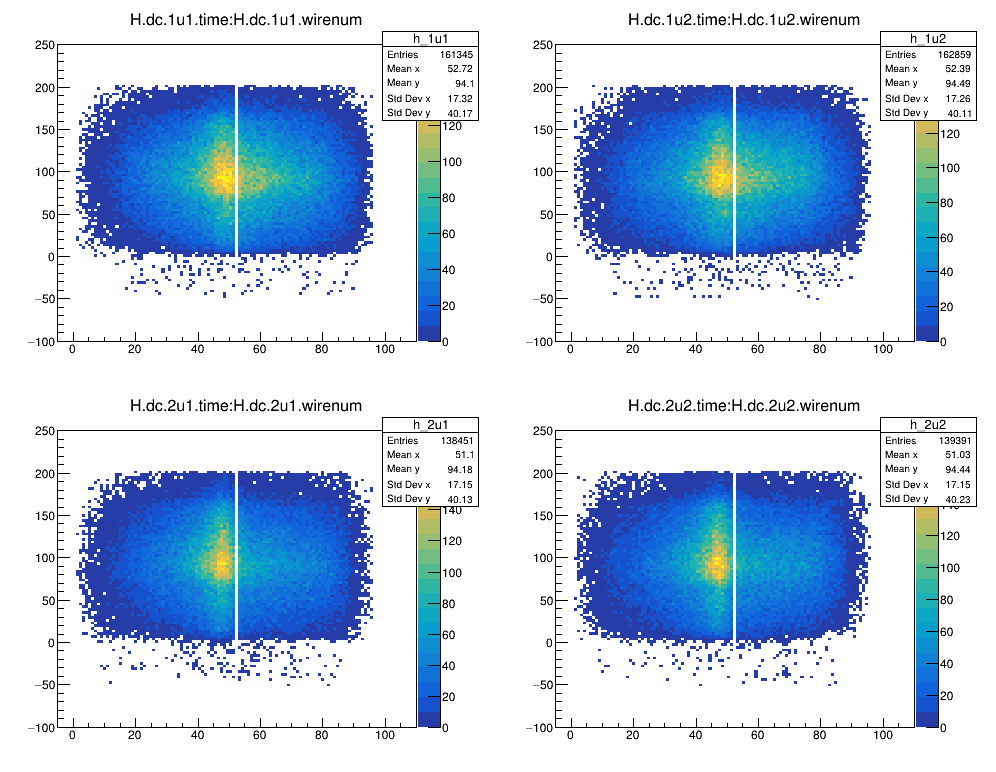 H.dc.1u1.time:H.dc.1u1.wirenum
h_1u1
Entries 161345
Mean x 52.72
Mean y 94.1
Std Dev x 17.32
Std Dev y 40.17
250
200
150
100
50
0
−50
−100
0 20 40 60 80 100
120
100
80
60
40
20
0
H.dc.1u2.time:H.dc.1u2.wirenum
h_1u2
Entries 162859
Mean x 52.39
Mean y 94.49
Std Dev x 17.26
Std Dev y 40.11
250
200
150
100
50
0
−50
−100
0 20 40 60 80 100
120
100
80
60
40
20
0
H.dc.2u1.time:H.dc.2u1.wirenum
h_2u1
Entries 138451
Mean x 51.1
Mean y 94.18
Std Dev x 17.15
Std Dev y 40.13
250
200
150
100
50
0
−50
−100
0 20 40 60 80 100
140
120
100
80
60
40
20
0
H.dc.2u2.time:H.dc.2u2.wirenum
h_2u2
Entries 139391
Mean x 51.03
Mean y 94.44
Std Dev x 17.15
Std Dev y 40.23
250
200
150
100
50
0
−50
−100
0 20 40 60 80 100
140
120
100
80
60
40
20
0